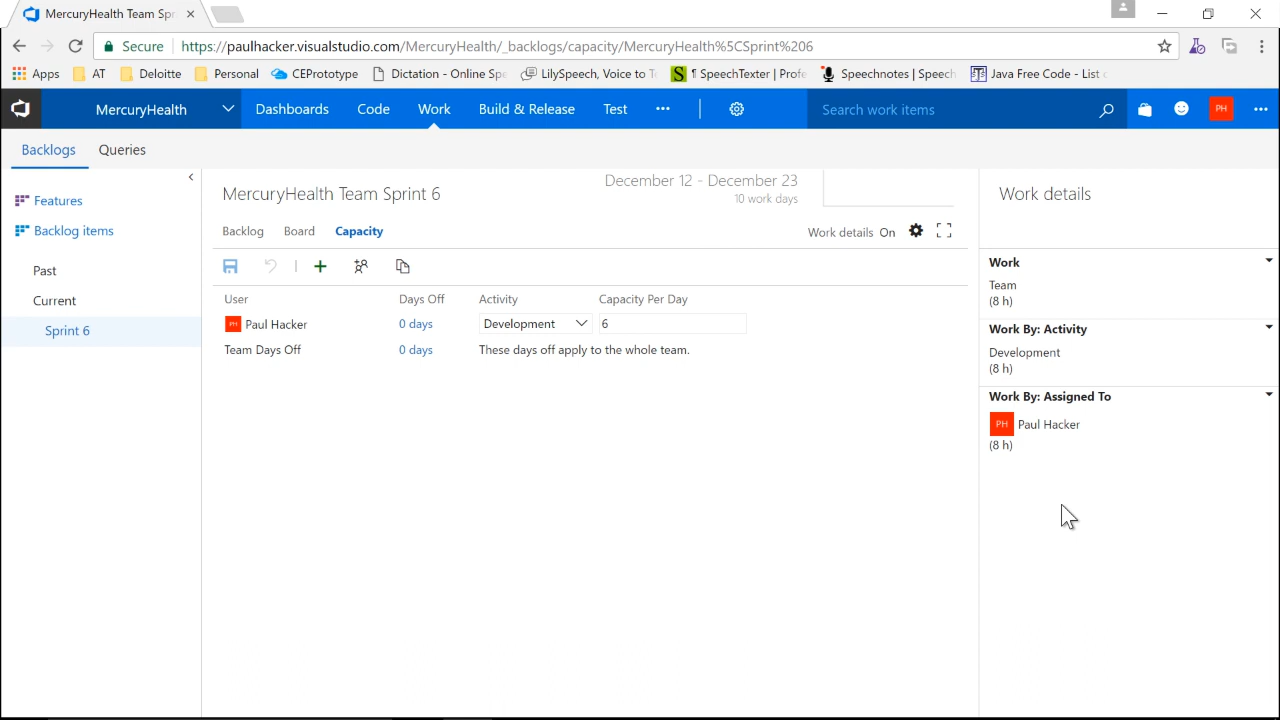 MercuryHealth Team Spr
Secure https://paulhacker.visualstudio.com/MercuryHealth/_backlogs/capacity/MercuryHealth%5CSprint%206
Apps AT Deloitte Personal CEPrototype Dictation - Online Spe LilySpeech, Voice to Te ¶ SpeechTexter | Profe Speechnotes | Speech Java Free Code - List
MercuryHealth Dashboards Code Work Build & Release Test ••• Search work items PH •••
Backlogs Queries
Features
Backlog items
Past
Current
Sprint 6
MercuryHealth Team Sprint 6
December 12 - December 23
10 work days
Backlog Board Capacity
Work details On
User Days Off Activity Capacity Per Day
PH Paul Hacker 0 days Development 6
Team Days Off 0 days These days off apply to the whole team.
Work details
Work
Team
(8 h)
Work By: Activity
Development
(8 h)
Work By: Assigned To
PH Paul Hacker
(8 h)